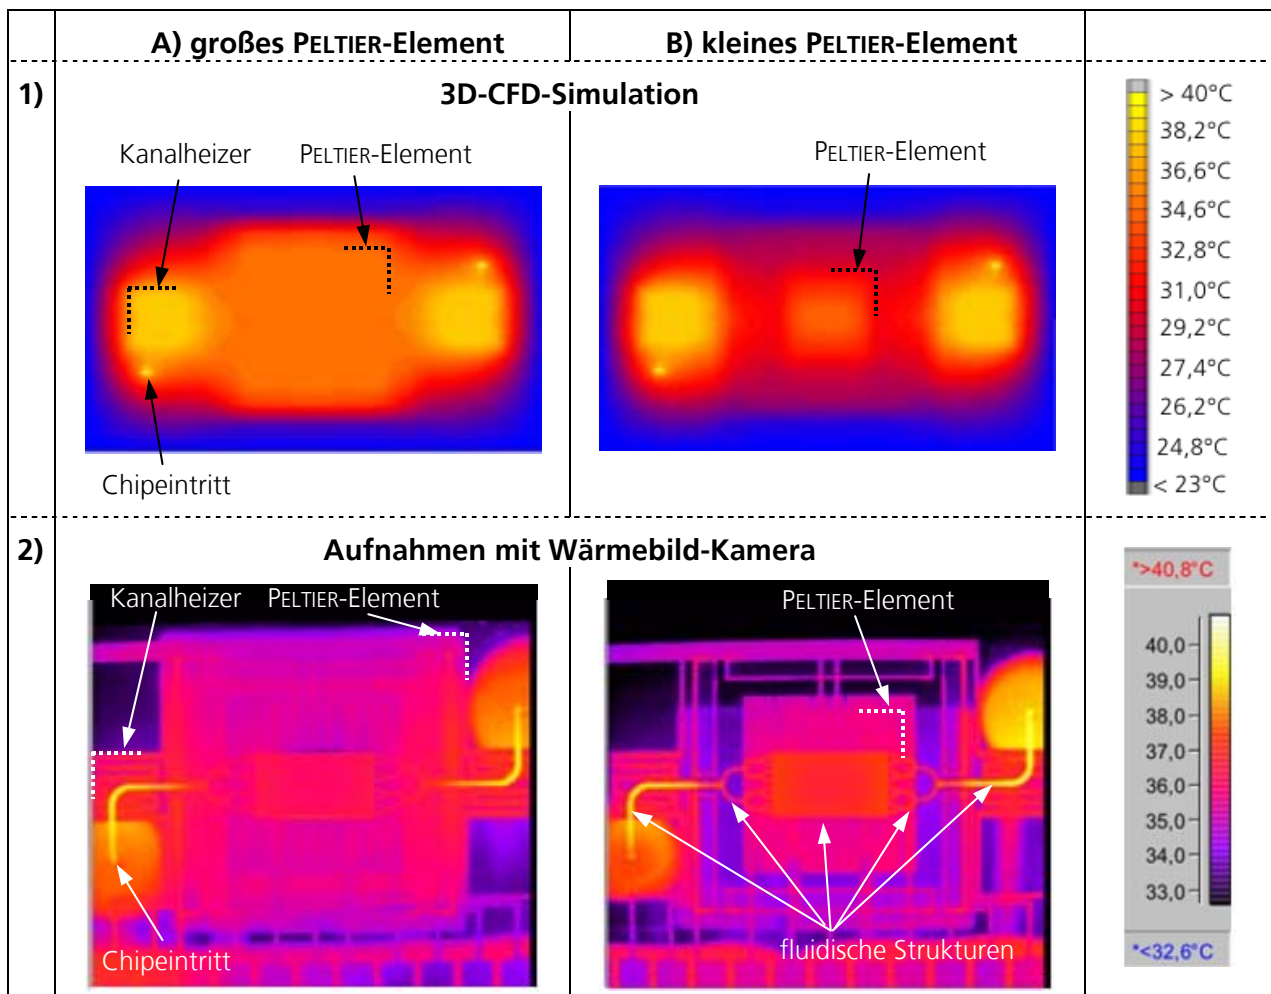 A) großes PELTIER-Element
B) kleines PELTIER-Element
1)
3D-CFD-Simulation
Kanalheizer
PELTIER-Element
PELTIER-Element
Chipeintritt
> 40°C
38,2°C
36,6°C
34,6°C
32,8°C
31,0°C
29,2°C
27,4°C
26,2°C
24,8°C
< 23°C
2)
Aufnahmen mit Wärmebild-Kamera
Kanalheizer
PELTIER-Element
PELTIER-Element
Chipeintritt
fluidische Strukturen
*>40,8°C
40,0
39,0
38,0
37,0
36,0
35,0
34,0
33,0
*<32,6°C